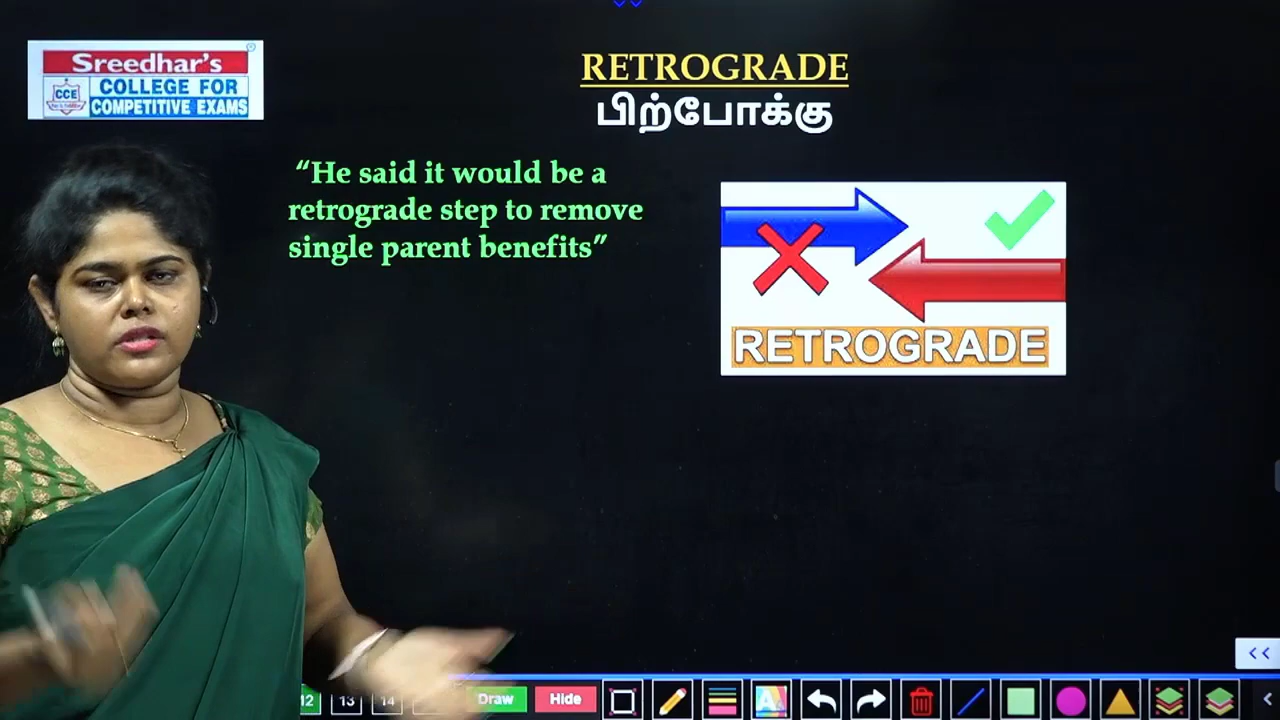 Sreedhar's
CCE
COLLEGE FOR
COMPETITIVE EXAMS
RETROGRADE
பிற்போக்கு
“He said it would be a
retrograde step to remove
single parent benefits”
RETROGRADE
12 13 14 Draw Hide